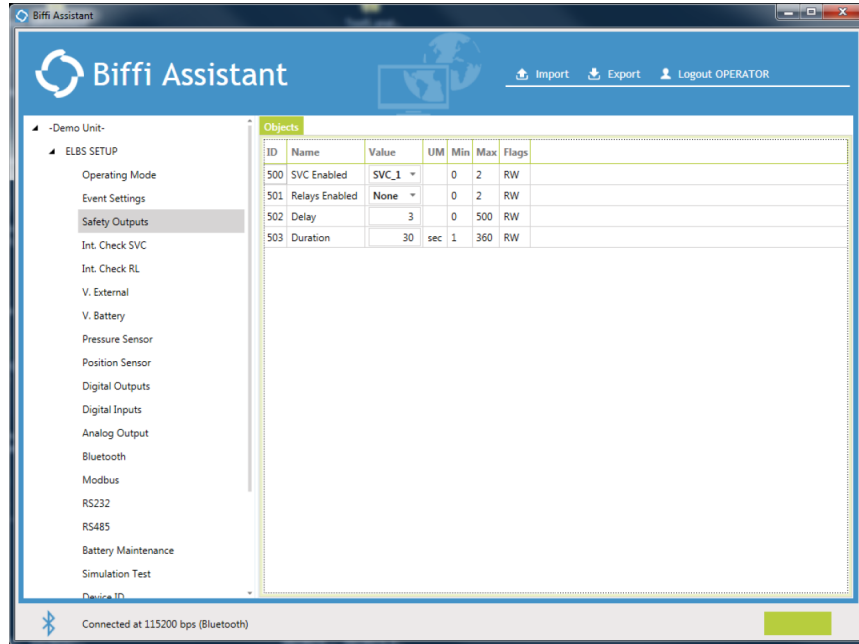 Biffi Assistant
Biffi Assistant
Import Export Logout OPERATOR
-Demo Unit-
ELBS SETUP
Operating Mode
Event Settings
Safety Outputs
Int. Check SVC
Int. Check RL
V. External
V. Battery
Pressure Sensor
Position Sensor
Digital Outputs
Digital Inputs
Analog Output
Bluetooth
Modbus
RS232
RS485
Battery Maintenance
Simulation Test
Device ID
Objects
ID Name Value UM Min Max Flags
500 SVC Enabled SVC_1 0 2 RW
501 Relays Enabled None 0 2 RW
502 Delay 3 0 500 RW
503 Duration 30 sec 1 360 RW
Connected at 115200 bps (Bluetooth)